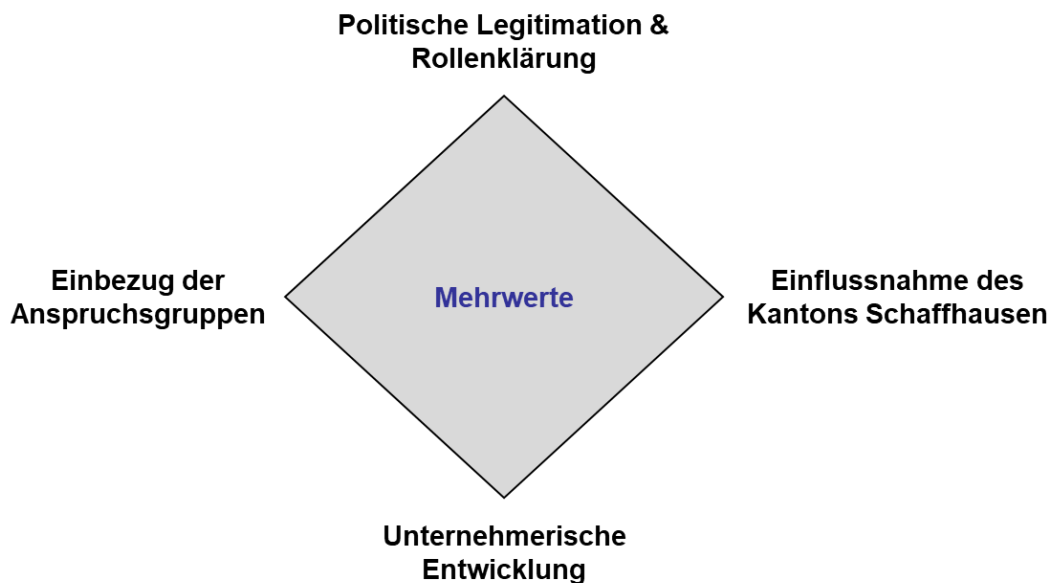 Politische Legitimation &
Rollenklärung
Einbezug der
Anspruchsgruppen
Mehrwerte
Einflussnahme des
Kantons Schaffhausen
Unternehmerische
Entwicklung